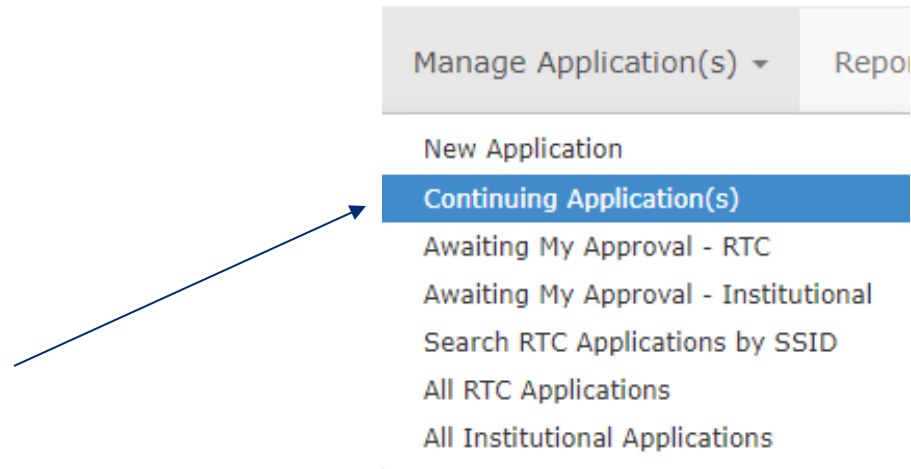 Manage Application(s) Repor
New Application
Continuing Application(s)
Awaiting My Approval - RTC
Awaiting My Approval - Institutional
Search RTC Applications by SSID
All RTC Applications
All Institutional Applications